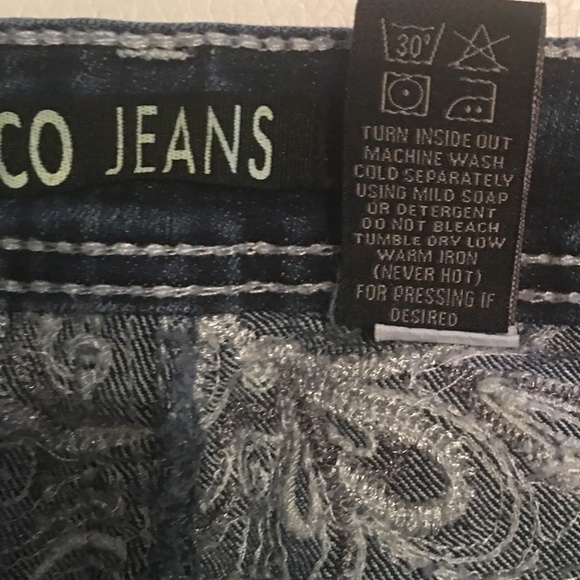 CO JEANS
30°
TURN INSIDE OUT
MACHINE WASH
COLD SEPARATELY
USING MILD SOAP
OR DETERGENT
DO NOT BLEACH
TUMBLE DRY LOW
WARM IRON
(NEVER HOT)
FOR PRESSING IF
DESIRED